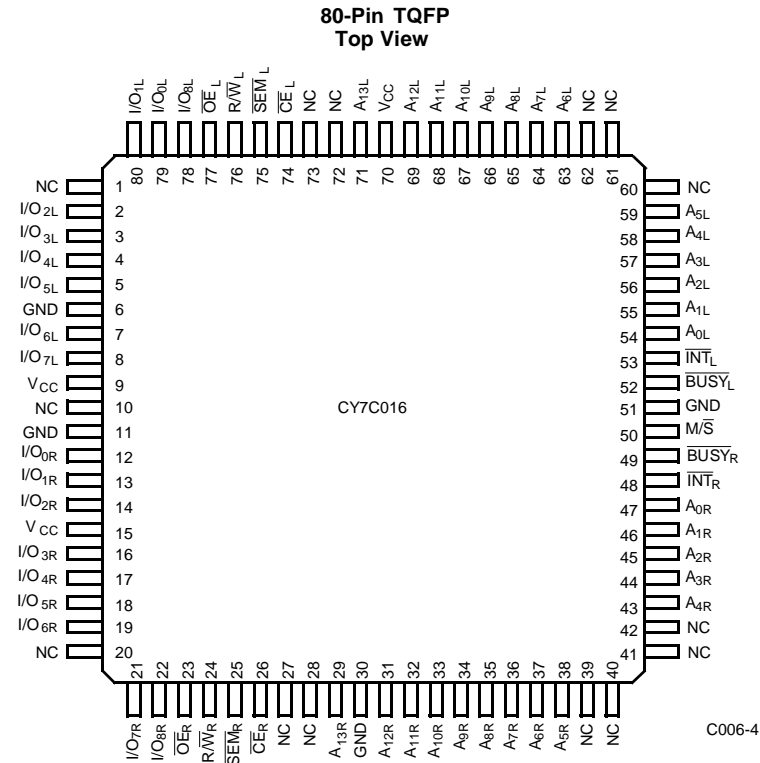 80-Pin TQFP
Top View
I/O1L I/O0L I/O8L OEL R/WL SEML CEL NC NC A13L VCC A12L A11L A10L A9L A8L A7L A6L NC NC
80 79 78 77 76 75 74 73 72 71 70 69 68 67 66 65 64 63 62 61
NC 1 60 NC
I/O2L 2 59 A5L
I/O3L 3 58 A4L
I/O4L 4 57 A3L
I/O5L 5 56 A2L
GND 6 55 A1L
I/O6L 7 54 A0L
I/O7L 8 53 INTL
VCC 9 52 BUSYL
NC 10 CY7C016 51 GND
GND 11 50 M/S
I/O0R 12 49 BUSYR
I/O1R 13 48 INTR
I/O2R 14 47 A0R
VCC 15 46 A1R
I/O3R 16 45 A2R
I/O4R 17 44 A3R
I/O5R 18 43 A4R
I/O6R 19 42 NC
NC 20 41 NC
21 22 23 24 25 26 27 28 29 30 31 32 33 34 35 36 37 38 39 40
I/O7R I/O8R OER R/WR SEMR CER NC NC A13R GND A12R A11R A10R A9R A8R A7R A6R A5R NC NC
C006-4